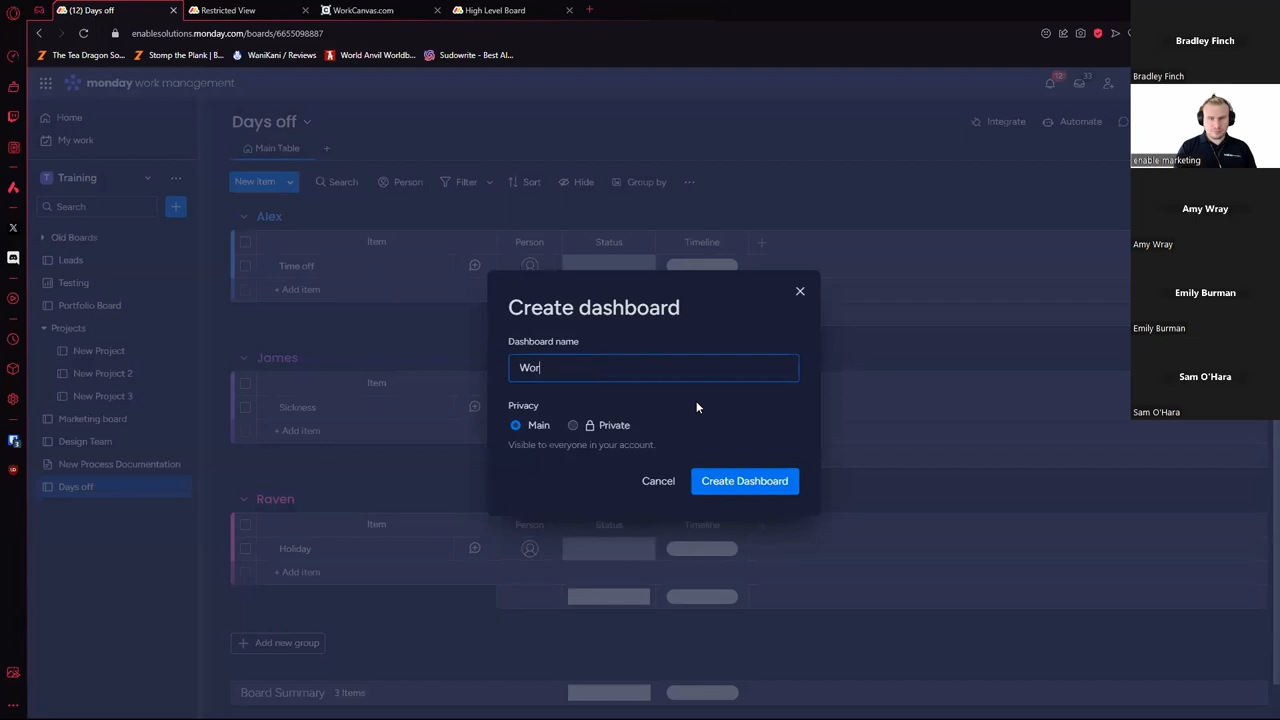 (12) Days off
Restricted View
WorkCanvas.com
High Level Board
enablesolutions.monday.com/boards/6655098887
The Tea Dragon So...
Stomp the Plank | B...
WaniKani / Reviews
World Anvil Worldb...
Sudowrite - Best AI...
monday work management
12
33
Home
My work
T Training
Search
Old Boards
Leads
Testing
Portfolio Board
Projects
New Project
New Project 2
New Project 3
Marketing board
Design Team
New Process Documentation
Days off
Days off
Integrate
Automate
Main Table
New Item
Search
Person
Filter
Sort
Hide
Group by
Alex
Item
Person
Status
Timeline
Time off
+ Add item
James
Item
Sickness
+ Add item
Raven
Item
Person
Status
Timeline
Holiday
+ Add item
Add new group
Board Summary 3 Items
Create dashboard
Dashboard name
Wor
Privacy
Main
Private
Visible to everyone in your account.
Cancel
Create Dashboard
Bradley Finch
Bradley Finch
enable marketing
Amy Wray
Amy Wray
Emily Burman
Emily Burman
Sam O'Hara
Sam O'Hara